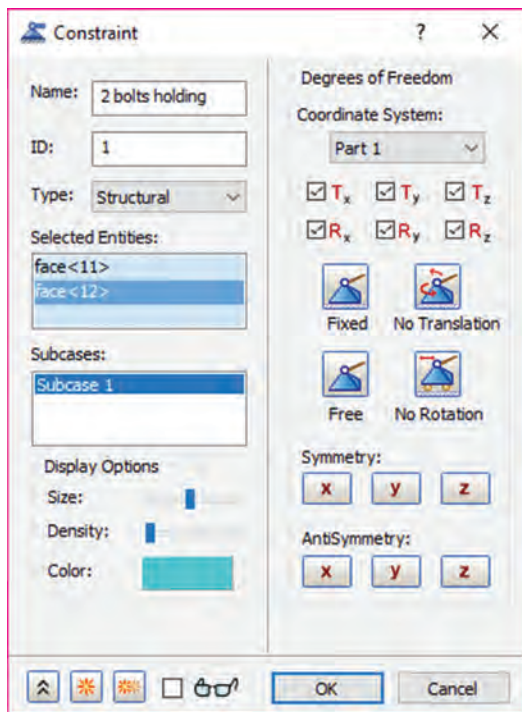 Constraint
?
Name:
2 bolts holding
ID:
1
Type:
Structural
Selected Entities:
face<11>
face<12>
Subcases:
Subcase 1
Display Options
Size:
Density:
Color:
Degrees of Freedom
Coordinate System:
Part 1
Tx Ty Tz
Rx Ry Rz
Fixed No Translation
Free No Rotation
Symmetry:
x y z
AntiSymmetry:
x y z
OK Cancel